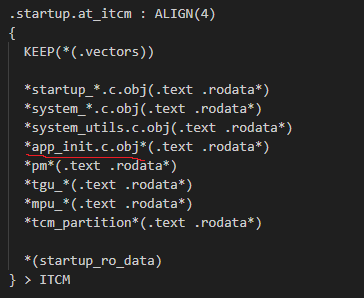 .startup.at_itcm : ALIGN(4)
{
KEEP(*(.vectors))
*startup_*.c.obj(.text .rodata*)
*system_*.c.obj(.text .rodata*)
*system_utils.c.obj(.text .rodata*)
*app_init.c.obj*(.text .rodata*)
*pm*(.text .rodata*)
*tgu_*(.text .rodata*)
*mpu_*(.text .rodata*)
*tcm_partition*(.text .rodata*)
*(startup_ro_data)
} > ITCM